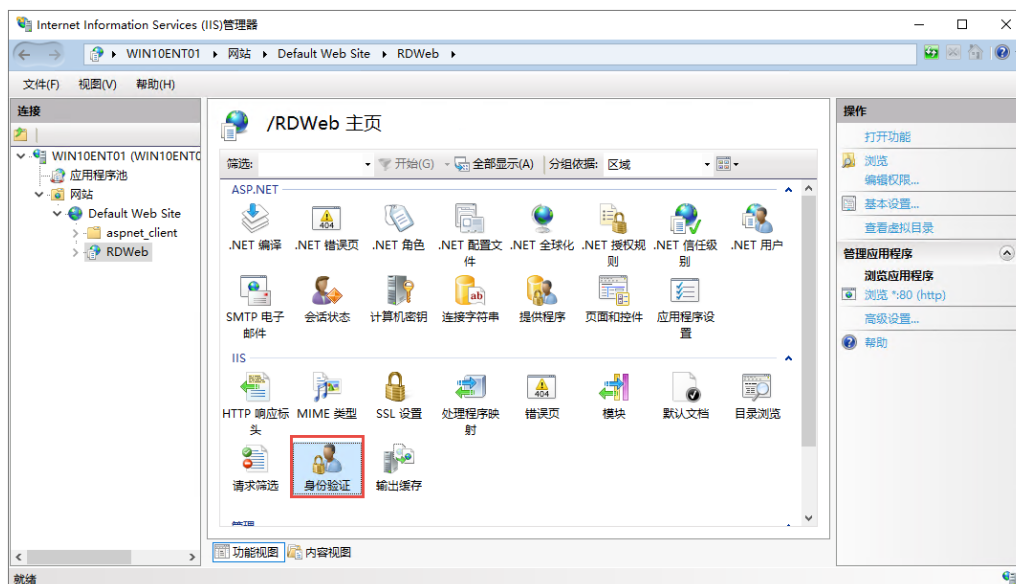 Internet Information Services (IIS)管理器
WIN10ENT01 网站 Default Web Site RDWeb
文件(F) 视图(V) 帮助(H)
连接
WIN10ENT01 (WIN10ENTC
应用程序池
网站
Default Web Site
aspnet_client
RDWeb
/RDWeb 主页
筛选: 开始(G) 全部显示(A) 分组依据: 区域
ASP.NET
.NET 编译 .NET 错误页 .NET 角色 .NET 配置文 .NET 全球化 .NET 授权规 .NET 信任级 .NET 用户
件 则 别
SMTP 电子 会话状态 计算机密钥 连接字符串 提供程序 页面和控件 应用程序设
邮件 置
IIS
HTTP 响应标 MIME 类型 SSL 设置 处理程序映 错误页 模块 默认文档 目录浏览
头 射
请求筛选 身份验证 输出缓存
管理
功能视图 内容视图
操作
打开功能
浏览
编辑权限...
基本设置...
查看虚拟目录
管理应用程序
浏览应用程序
浏览 *:80 (http)
高级设置...
帮助
就绪